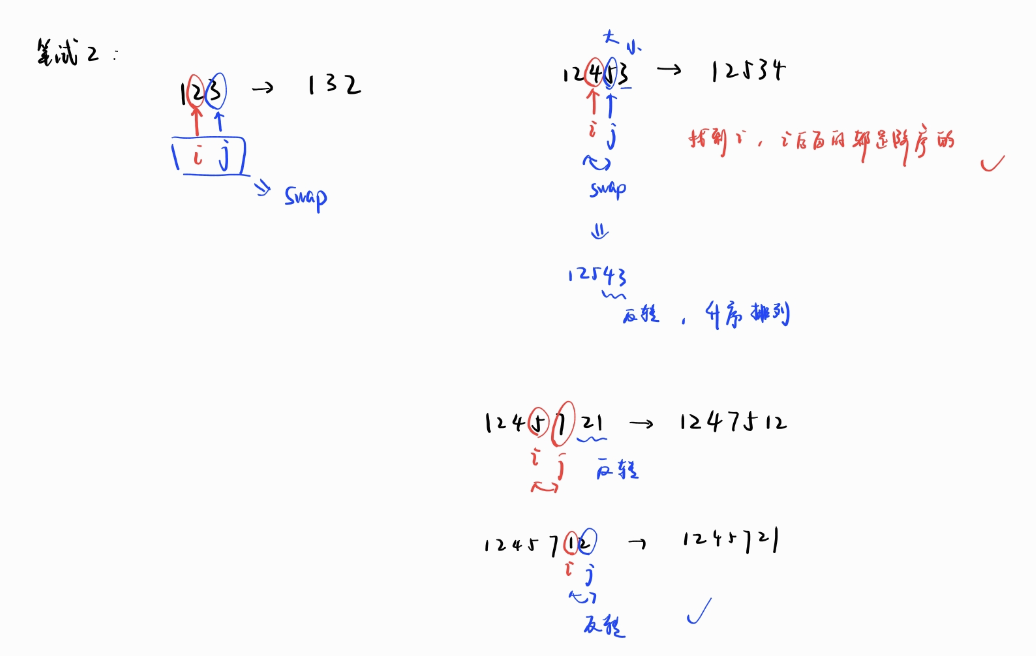 笔试2：
123 → 132
i j
⇒ swap
大 小
12453 → 12534
i j
swap
⇓
12543
反转，升序排列
找到i，i后面的都是降序的 ✓
1245721 → 1247512
i j 反转
1245712 → 1245721
i j
反转 ✓